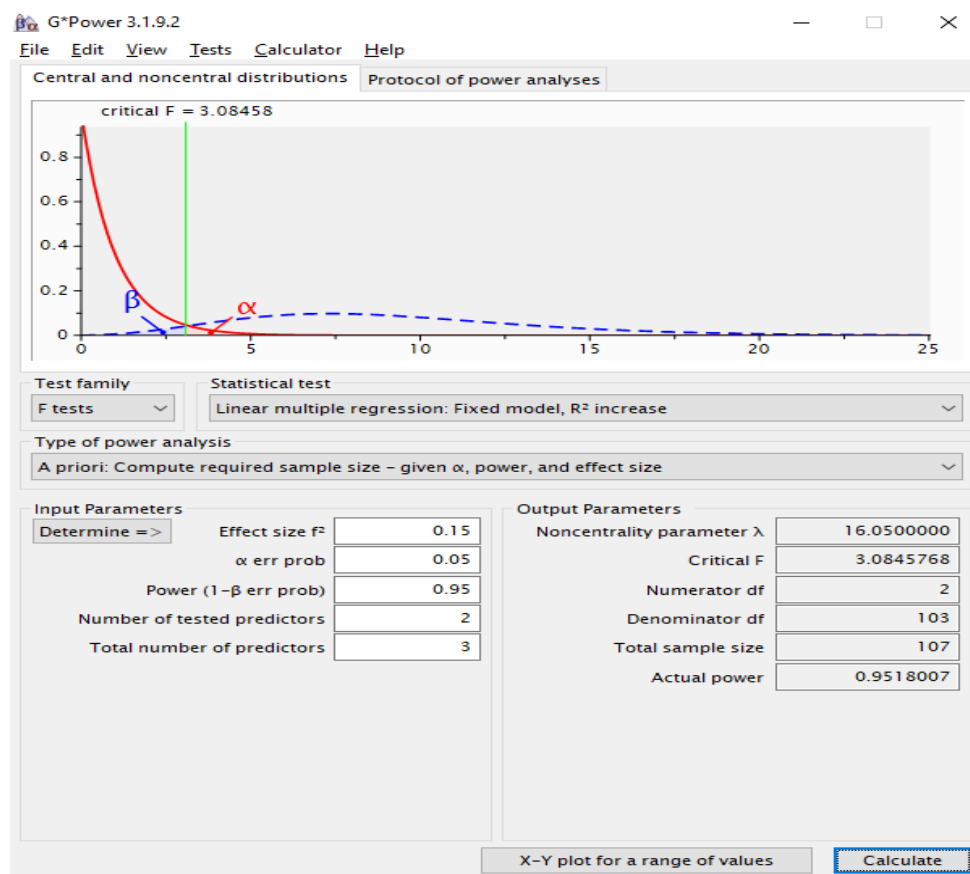 G*Power 3.1.9.2
File Edit View Tests Calculator Help
Central and noncentral distributions Protocol of power analyses
critical F = 3.08458
0.8
0.6
0.4
0.2
0
β α
0 5 10 15 20 25
Test family Statistical test
F tests Linear multiple regression: Fixed model, R² increase
Type of power analysis
A priori: Compute required sample size – given α, power, and effect size
Input Parameters Output Parameters
Determine => Effect size f² 0.15 Noncentrality parameter λ 16.0500000
α err prob 0.05 Critical F 3.0845768
Power (1-β err prob) 0.95 Numerator df 2
Number of tested predictors 2 Denominator df 103
Total number of predictors 3 Total sample size 107
Actual power 0.9518007
X-Y plot for a range of values Calculate